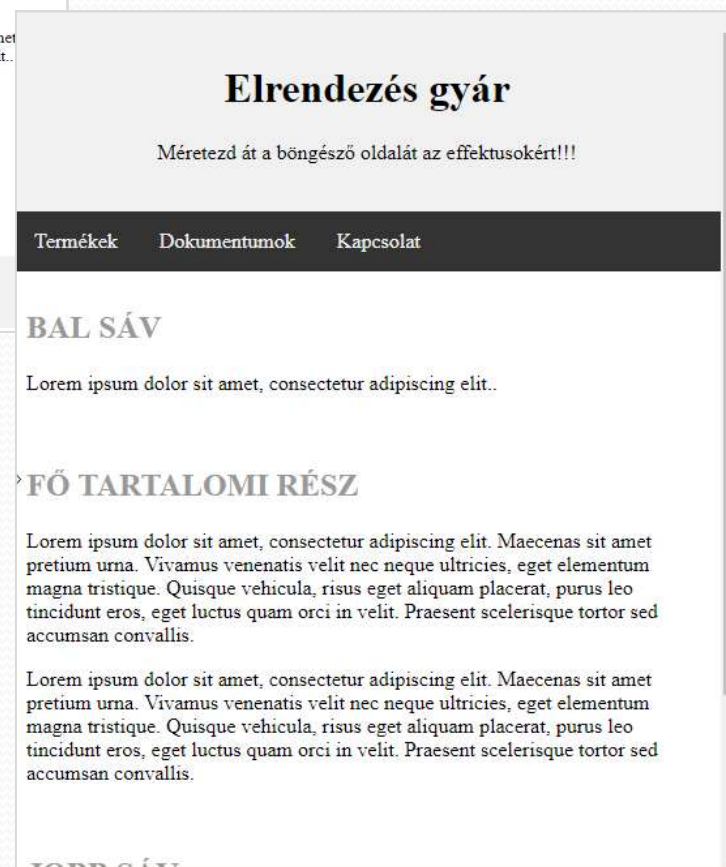 Elrendezés gyár
Méretezd át a böngésző oldalát az effektusokért!!!
Termékek Dokumentumok Kapcsolat
BAL SÁV
Lorem ipsum dolor sit amet, consectetur adipiscing elit..
FŐ TARTALOMI RÉSZ
Lorem ipsum dolor sit amet, consectetur adipiscing elit. Maecenas sit amet
pretium urna. Vivamus venenatis velit nec neque ultricies, eget elementum
magna tristique. Quisque vehicula, risus eget aliquam placerat, purus leo
tincidunt eros, eget luctus quam orci in velit. Praesent scelerisque tortor sed
accumsan convallis.
Lorem ipsum dolor sit amet, consectetur adipiscing elit. Maecenas sit amet
pretium urna. Vivamus venenatis velit nec neque ultricies, eget elementum
magna tristique. Quisque vehicula, risus eget aliquam placerat, purus leo
tincidunt eros, eget luctus quam orci in velit. Praesent scelerisque tortor sed
accumsan convallis.
JOBB SÁV